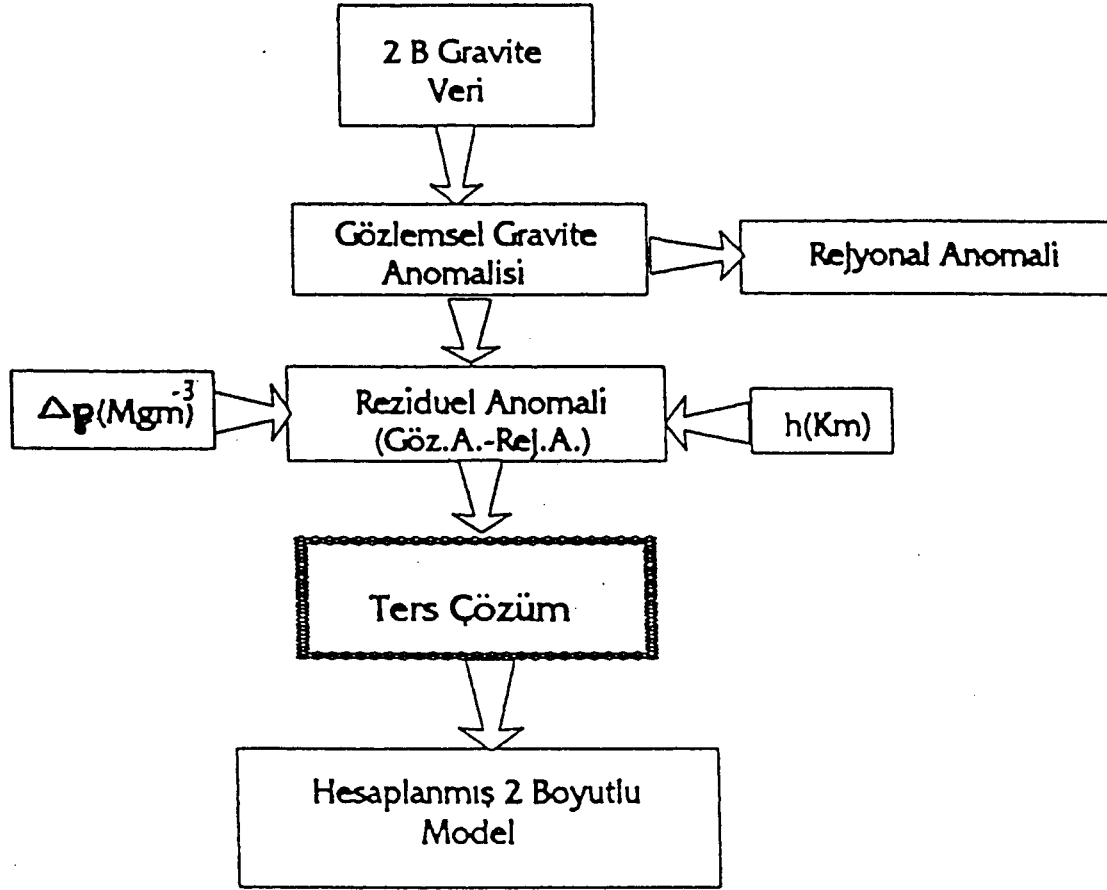 2 B Gravite
Veri
Gözlemsel Gravite
Anomalisi
Rejyonal Anomali
Δρ(Mgm⁻³)
Reziduel Anomali
(Göz.A.-Rej.A.)
h(Km)
Ters Çözüm
Hesaplanmış 2 Boyutlu
Model